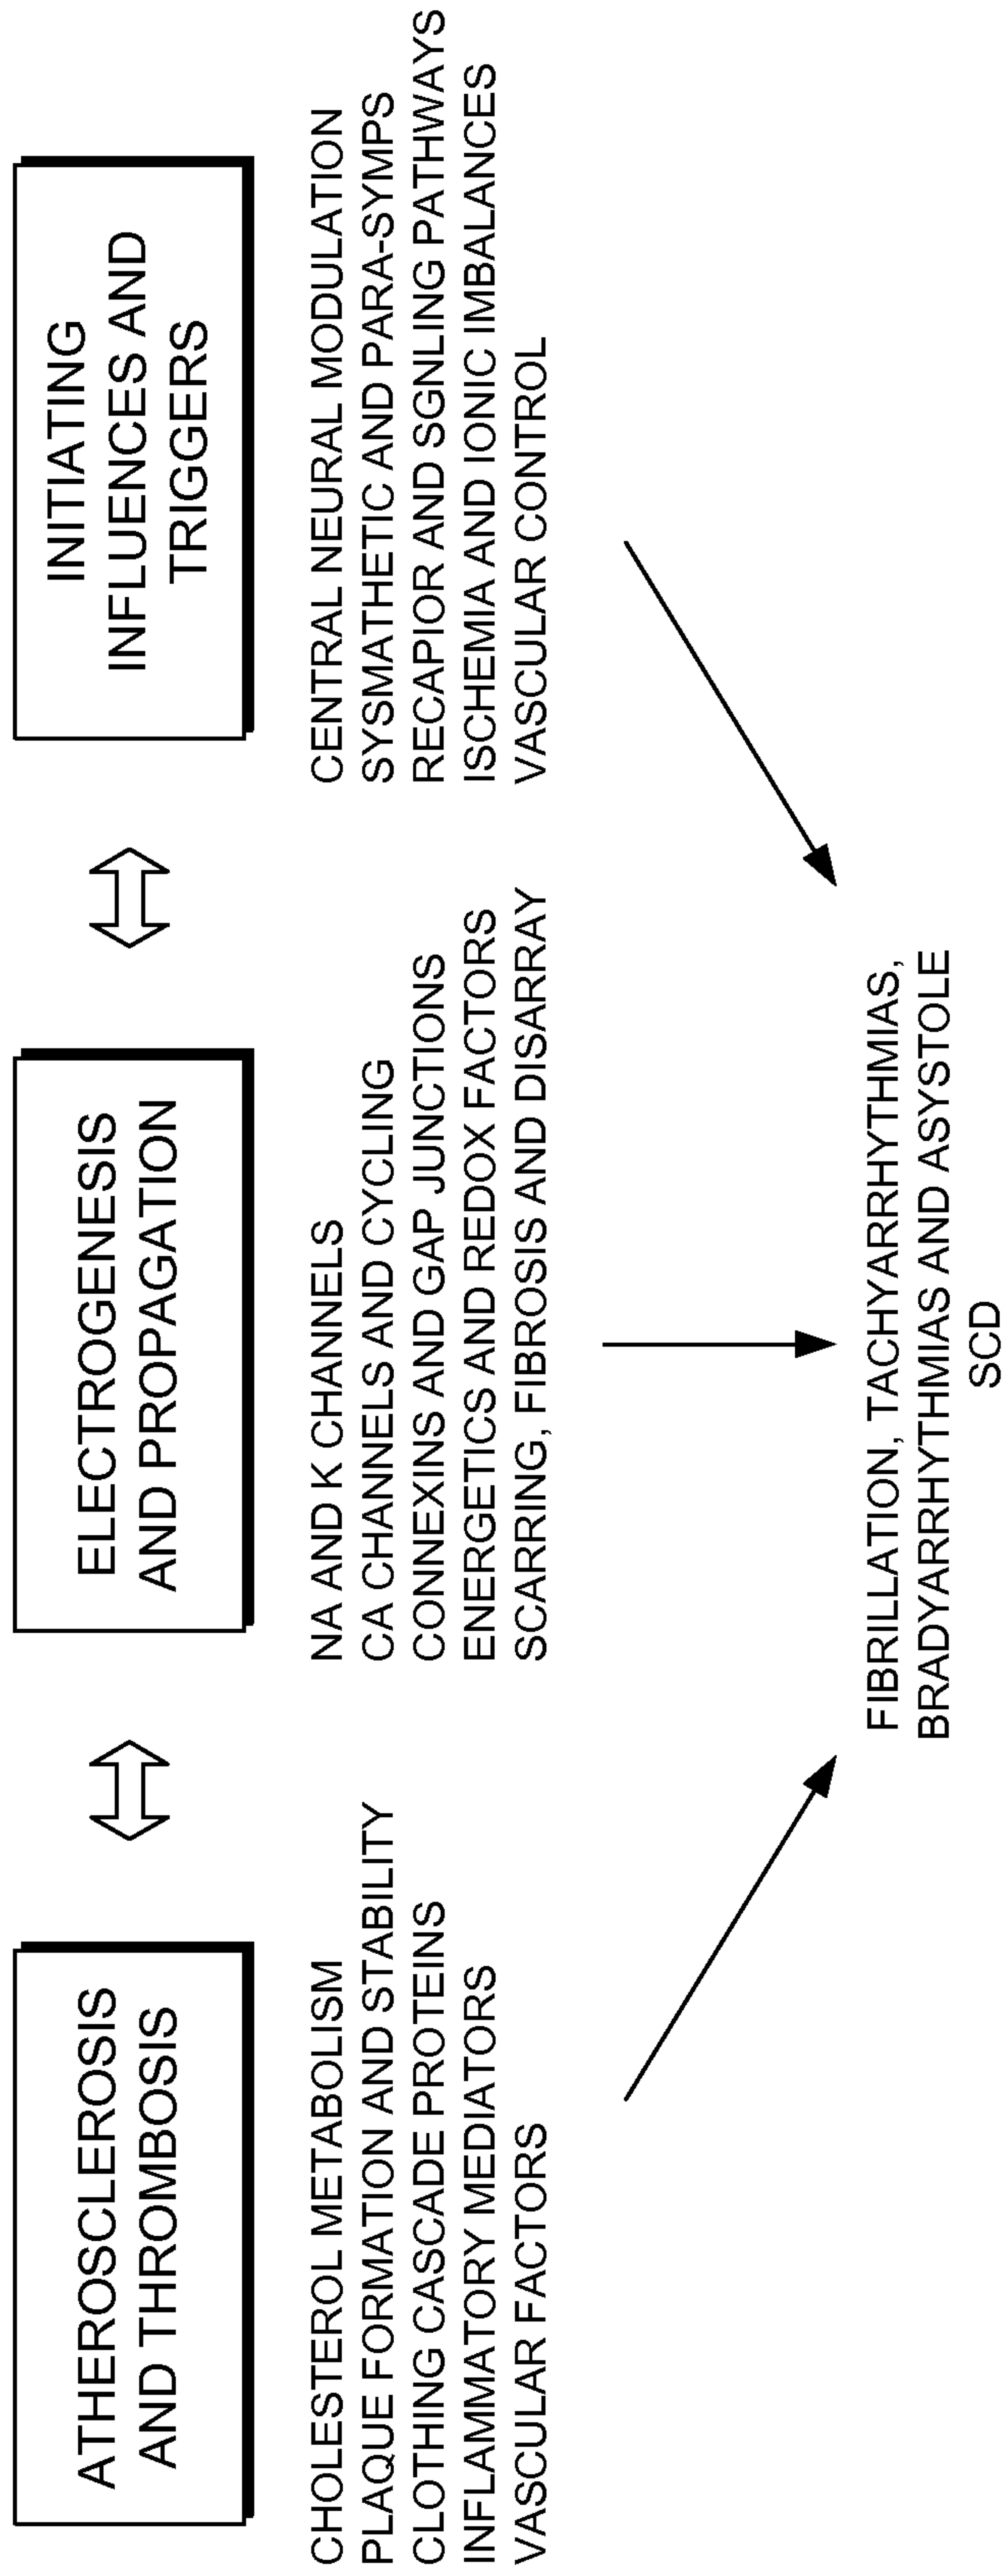 ATHEROSCLEROSIS
AND THROMBOSIS
CHOLESTEROL METABOLISM
PLAQUE FORMATION AND STABILITY
CLOTHING CASCADE PROTEINS
INFLAMMATORY MEDIATORS
VASCULAR FACTORS
ELECTROGENESIS
AND PROPAGATION
NA AND K CHANNELS
CA CHANNELS AND CYCLING
CONNEXINS AND GAP JUNCTIONS
ENERGETICS AND REDOX FACTORS
SCARRING, FIBROSIS AND DISARRAY
INITIATING
INFLUENCES AND
TRIGGERS
CENTRAL NEURAL MODULATION
SYSMATHETIC AND PARA-SYMPS
RECAPIOR AND SGNLING PATHWAYS
ISCHEMIA AND IONIC IMBALANCES
VASCULAR CONTROL
FIBRILLATION, TACHYARRHYTHMIAS,
BRADYARRHYTHMIAS AND ASYSTOLE
SCD